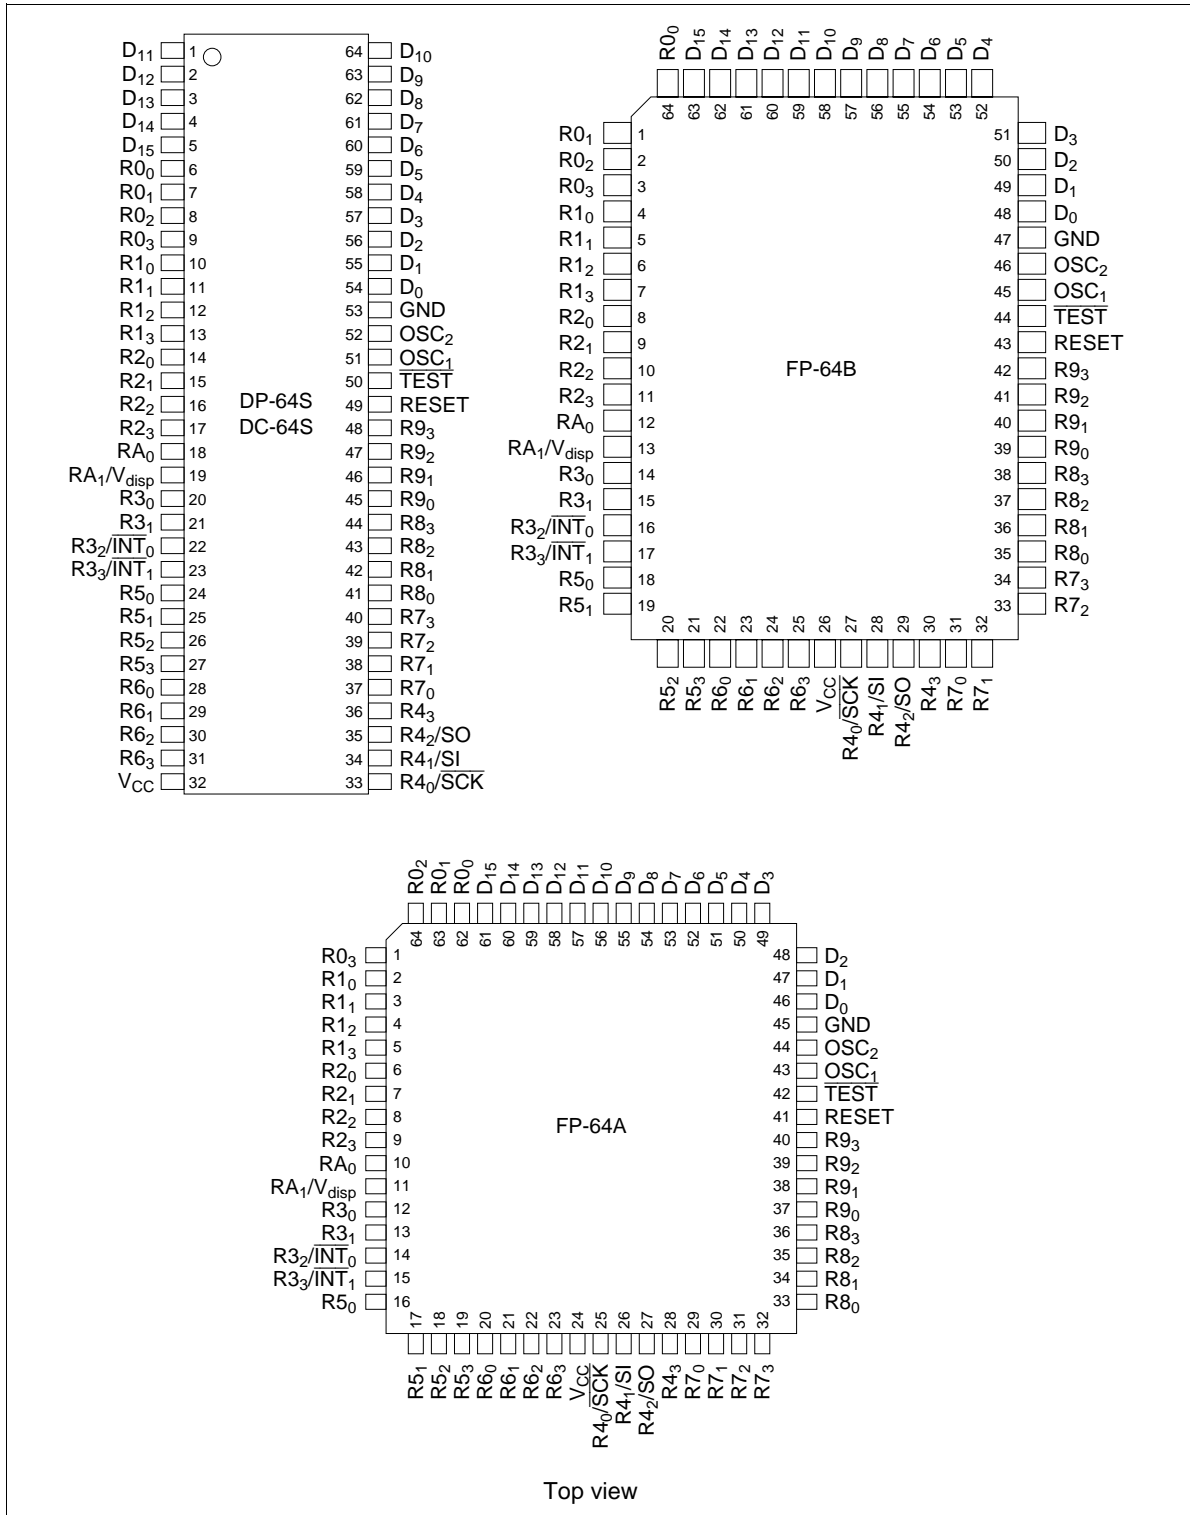 D₁₁ 1 64 D₁₀
D₁₂ 2 63 D₉
D₁₃ 3 62 D₈
D₁₄ 4 61 D₇
D₁₅ 5 60 D₆
R0₀ 6 59 D₅
R0₁ 7 58 D₄
R0₂ 8 57 D₃
R0₃ 9 56 D₂
R1₀ 10 55 D₁
R1₁ 11 54 D₀
R1₂ 12 53 GND
R1₃ 13 52 OSC₂
R2₀ 14 51 OSC₁
R2₁ 15 50 T̅E̅S̅T̅
R2₂ 16 DP-64S 49 RESET
R2₃ 17 DC-64S 48 R9₃
RA₀ 18 47 R9₂
RA₁/V_disp 19 46 R9₁
R3₀ 20 45 R9₀
R3₁ 21 44 R8₃
R3₂/I̅N̅T̅₀ 22 43 R8₂
R3₃/I̅N̅T̅₁ 23 42 R8₁
R5₀ 24 41 R8₀
R5₁ 25 40 R7₃
R5₂ 26 39 R7₂
R5₃ 27 38 R7₁
R6₀ 28 37 R7₀
R6₁ 29 36 R4₃
R6₂ 30 35 R4₂/SO
R6₃ 31 34 R4₁/SI
V_CC 32 33 R4₀/S̅C̅K̅
R0₀ D₁₅ D₁₄ D₁₃ D₁₂ D₁₁ D₁₀ D₉ D₈ D₇ D₆ D₅ D₄
64 63 62 61 60 59 58 57 56 55 54 53 52
R0₁ 1 51 D₃
R0₂ 2 50 D₂
R0₃ 3 49 D₁
R1₀ 4 48 D₀
R1₁ 5 47 GND
R1₂ 6 46 OSC₂
R1₃ 7 45 OSC₁
R2₀ 8 44 T̅E̅S̅T̅
R2₁ 9 43 RESET
R2₂ 10 FP-64B 42 R9₃
R2₃ 11 41 R9₂
RA₀ 12 40 R9₁
RA₁/V_disp 13 39 R9₀
R3₀ 14 38 R8₃
R3₁ 15 37 R8₂
R3₂/I̅N̅T̅₀ 16 36 R8₁
R3₃/I̅N̅T̅₁ 17 35 R8₀
R5₀ 18 34 R7₃
R5₁ 19 33 R7₂
20 21 22 23 24 25 26 27 28 29 30 31 32
R5₂ R5₃ R6₀ R6₁ R6₂ R6₃ V_CC R4₀/S̅C̅K̅ R4₁/SI R4₂/SO R4₃ R7₀ R7₁
R0₂ R0₁ R0₀ D₁₅ D₁₄ D₁₃ D₁₂ D₁₁ D₁₀ D₉ D₈ D₇ D₆ D₅ D₄ D₃
64 63 62 61 60 59 58 57 56 55 54 53 52 51 50 49
R0₃ 1 48 D₂
R1₀ 2 47 D₁
R1₁ 3 46 D₀
R1₂ 4 45 GND
R1₃ 5 44 OSC₂
R2₀ 6 43 OSC₁
R2₁ 7 42 T̅E̅S̅T̅
R2₂ 8 FP-64A 41 RESET
R2₃ 9 40 R9₃
RA₀ 10 39 R9₂
RA₁/V_disp 11 38 R9₁
R3₀ 12 37 R9₀
R3₁ 13 36 R8₃
R3₂/I̅N̅T̅₀ 14 35 R8₂
R3₃/I̅N̅T̅₁ 15 34 R8₁
R5₀ 16 33 R8₀
17 18 19 20 21 22 23 24 25 26 27 28 29 30 31 32
R5₁ R5₂ R5₃ R6₀ R6₁ R6₂ R6₃ V_CC R4₀/S̅C̅K̅ R4₁/SI R4₂/SO R4₃ R7₀ R7₁ R7₂ R7₃
Top view